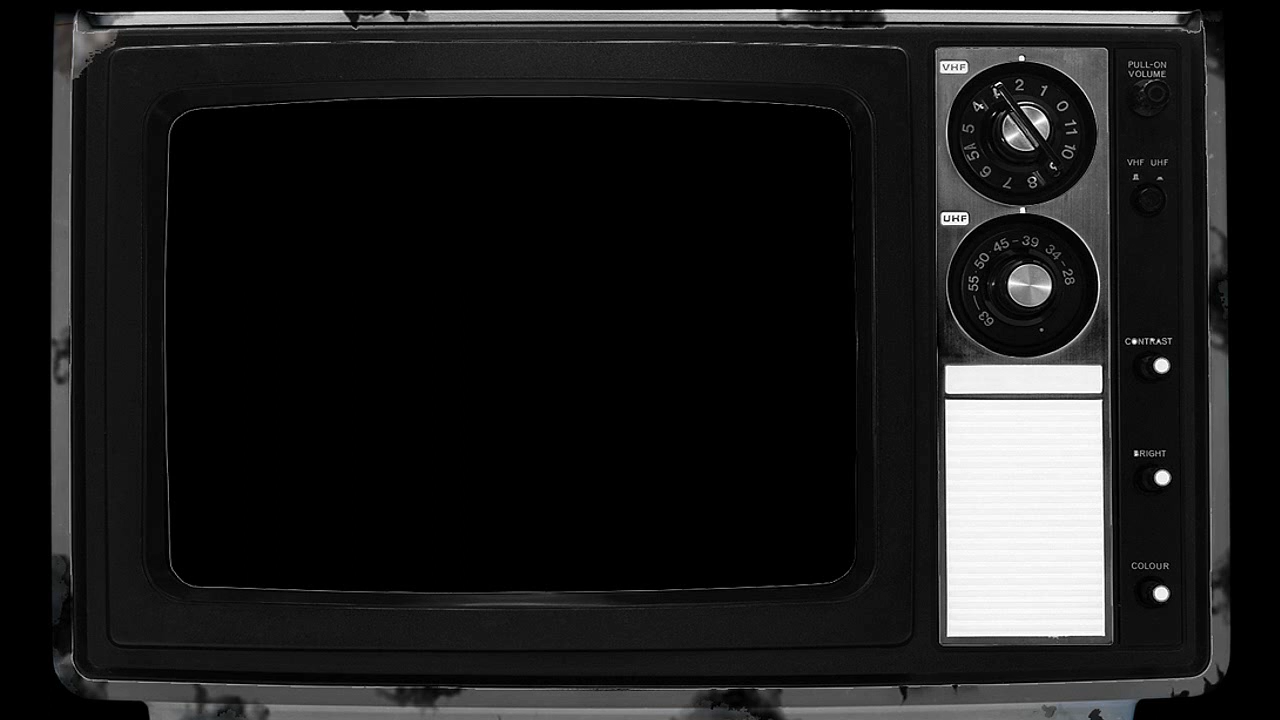 VHF
2 1 0 11 10 8 7 6 5A 5 4
PULL-ON
VOLUME
VHF UHF
UHF
63 — 55 · 50 · 45 – 39 34 – 28
CONTRAST
BRIGHT
COLOUR